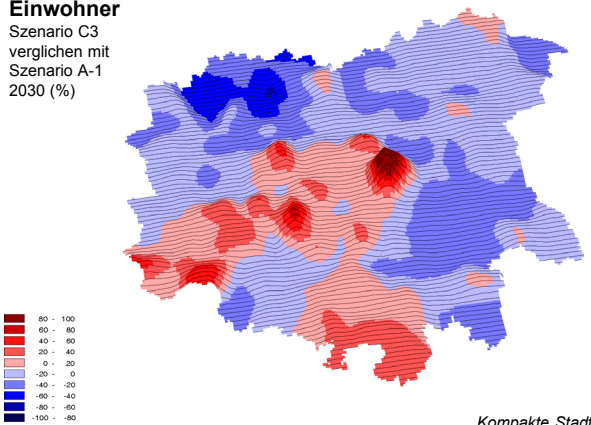 Einwohner
Szenario C3
verglichen mit
Szenario A-1
2030 (%)
80 - 100
60 - 80
40 - 60
20 - 40
0 - 20
-20 - 0
-40 - -20
-60 - -40
-80 - -60
-100 - -80
Kompakte Stadt